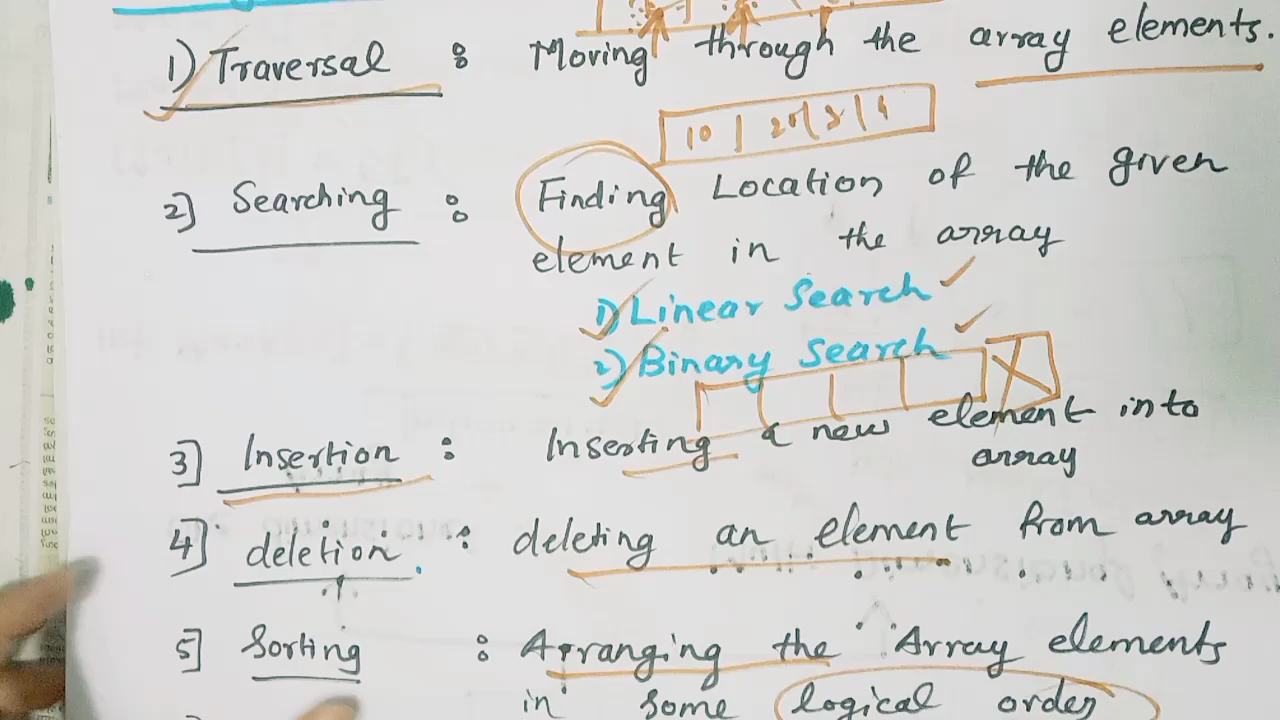 1) Traversal : Moving through the array elements.
10 | 20 | 3 | 4
2] Searching : Finding Location of the given
element in the array
1) Linear Search
2) Binary Search
3] Insertion : Inserting a new element into
array
4] deletion : deleting an element from array
5] Sorting : Arranging the Array elements
in some logical order